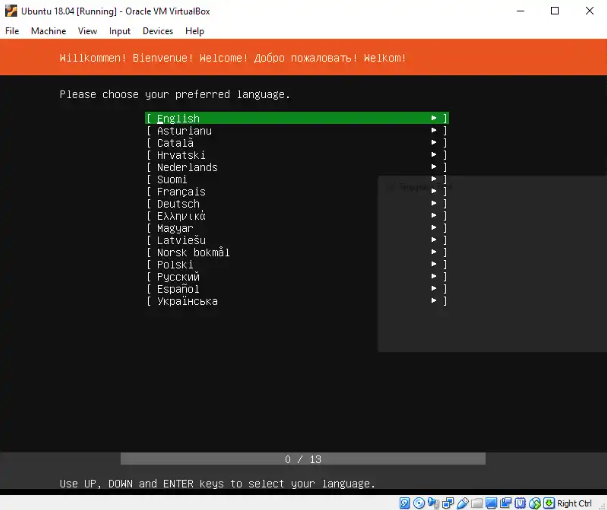 Ubuntu 18.04 [Running] - Oracle VM VirtualBox
File Machine View Input Devices Help
Willkommen! Bienvenue! Welcome! Добро пожаловать! Welkom!
Please choose your preferred language.
[ English ▸ ]
[ Asturianu ▸ ]
[ Català ▸ ]
[ Hrvatski ▸ ]
[ Nederlands ▸ ]
[ Suomi ▸ ]
[ Français ▸ ]
[ Deutsch ▸ ]
[ Ελληνικά ▸ ]
[ Magyar ▸ ]
[ Latviešu ▸ ]
[ Norsk bokmål ▸ ]
[ Polski ▸ ]
[ Русский ▸ ]
[ Español ▸ ]
[ Українська ▸ ]
0 / 13
Use UP, DOWN and ENTER keys to select your language.
Right Ctrl